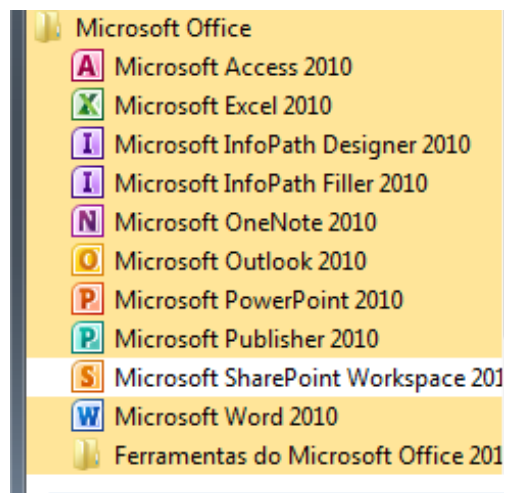 Microsoft Office
A Microsoft Access 2010
X Microsoft Excel 2010
I Microsoft InfoPath Designer 2010
I Microsoft InfoPath Filler 2010
N Microsoft OneNote 2010
O Microsoft Outlook 2010
P Microsoft PowerPoint 2010
P Microsoft Publisher 2010
S Microsoft SharePoint Workspace 201
W Microsoft Word 2010
Ferramentas do Microsoft Office 201